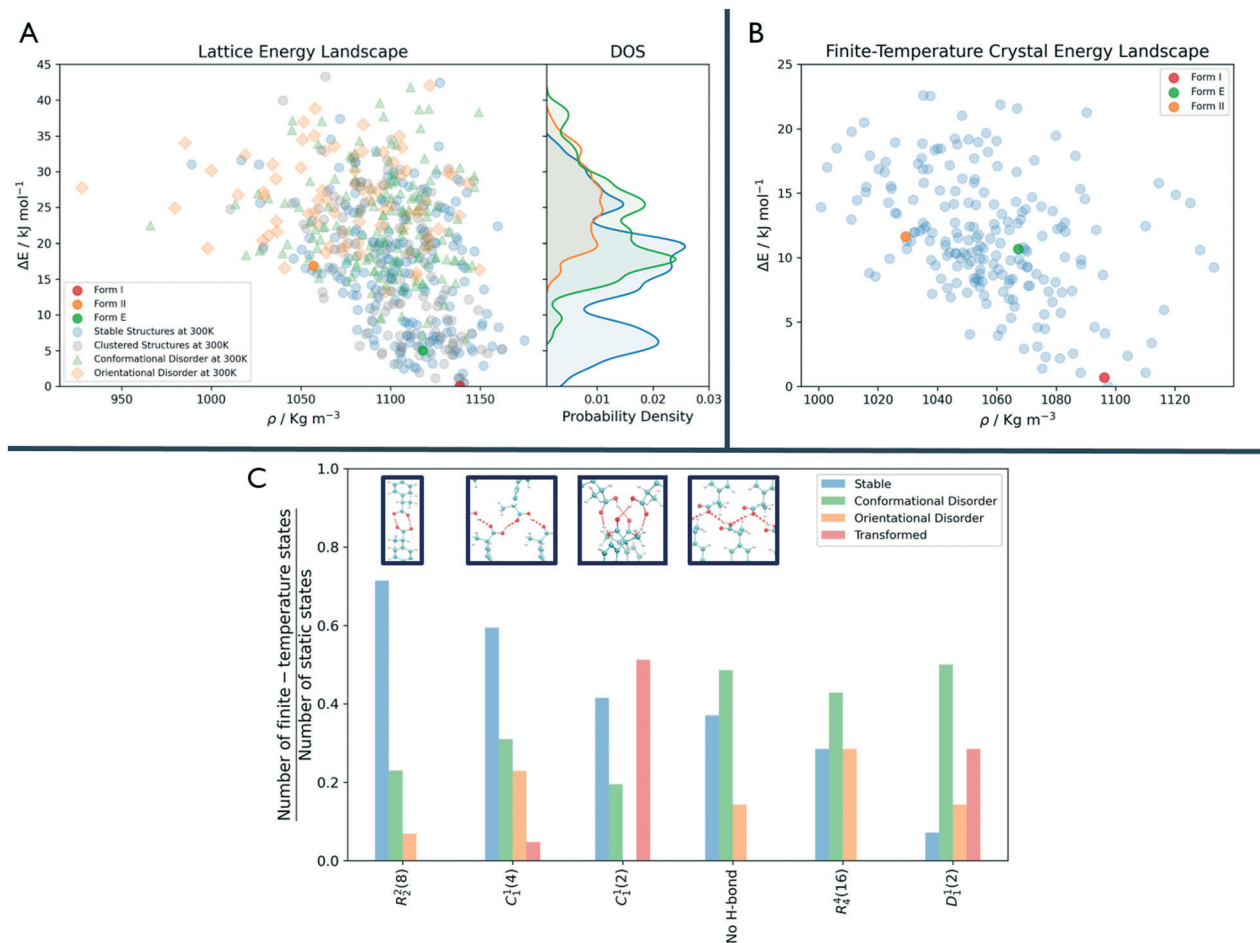 A
Lattice Energy Landscape
DOS
45
40
35
30
25
20
15
10
5
0
ΔE / kJ mol⁻¹
Form I
Form II
Form E
Stable Structures at 300K
Clustered Structures at 300K
Conformational Disorder at 300K
Orientational Disorder at 300K
950
1000
1050
1100
1150
ρ / Kg m⁻³
0.01
0.02
0.03
Probability Density
B
Finite-Temperature Crystal Energy Landscape
25
20
15
10
5
0
ΔE / kJ mol⁻¹
Form I
Form E
Form II
1000
1020
1040
1060
1080
1100
1120
ρ / Kg m⁻³
C
1.0
0.8
0.6
0.4
0.2
0.0
Number of finite − temperature states
Number of static states
Stable
Conformational Disorder
Orientational Disorder
Transformed
R²₂(8)
C¹₁(4)
C¹₁(2)
No H-bond
R⁴₄(16)
D¹₁(2)